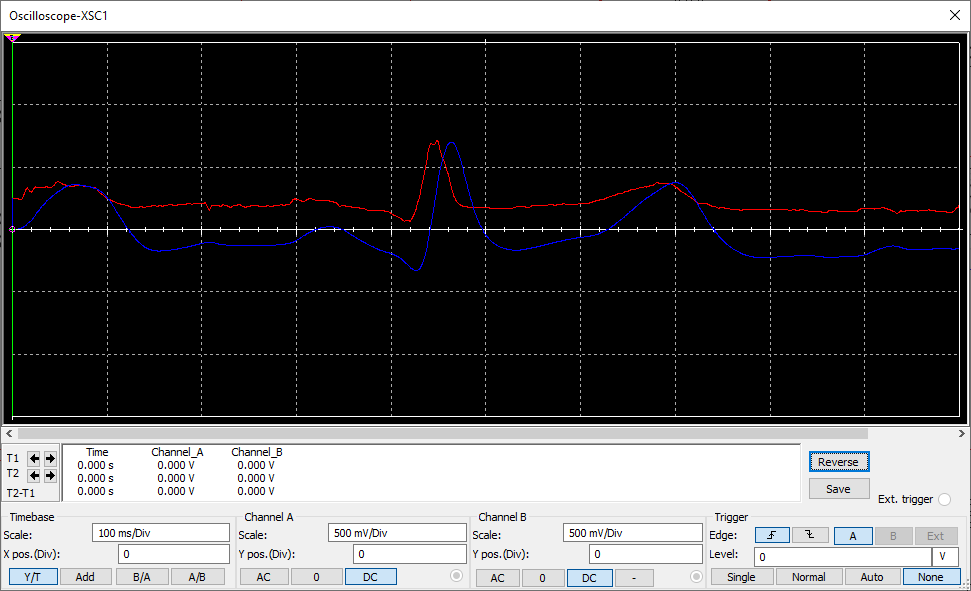 Oscilloscope-XSC1
T1
T2
T2-T1
Time Channel_A Channel_B
0.000 s 0.000 V 0.000 V
0.000 s 0.000 V 0.000 V
0.000 s 0.000 V 0.000 V
Reverse
Save
Ext. trigger
Timebase
Scale: 100 ms/Div
X pos.(Div): 0
Y/T Add B/A A/B
Channel A
Scale: 500 mV/Div
Y pos.(Div): 0
AC 0 DC
Channel B
Scale: 500 mV/Div
Y pos.(Div): 0
AC 0 DC -
Trigger
Edge: A B Ext
Level: 0 V
Single Normal Auto None